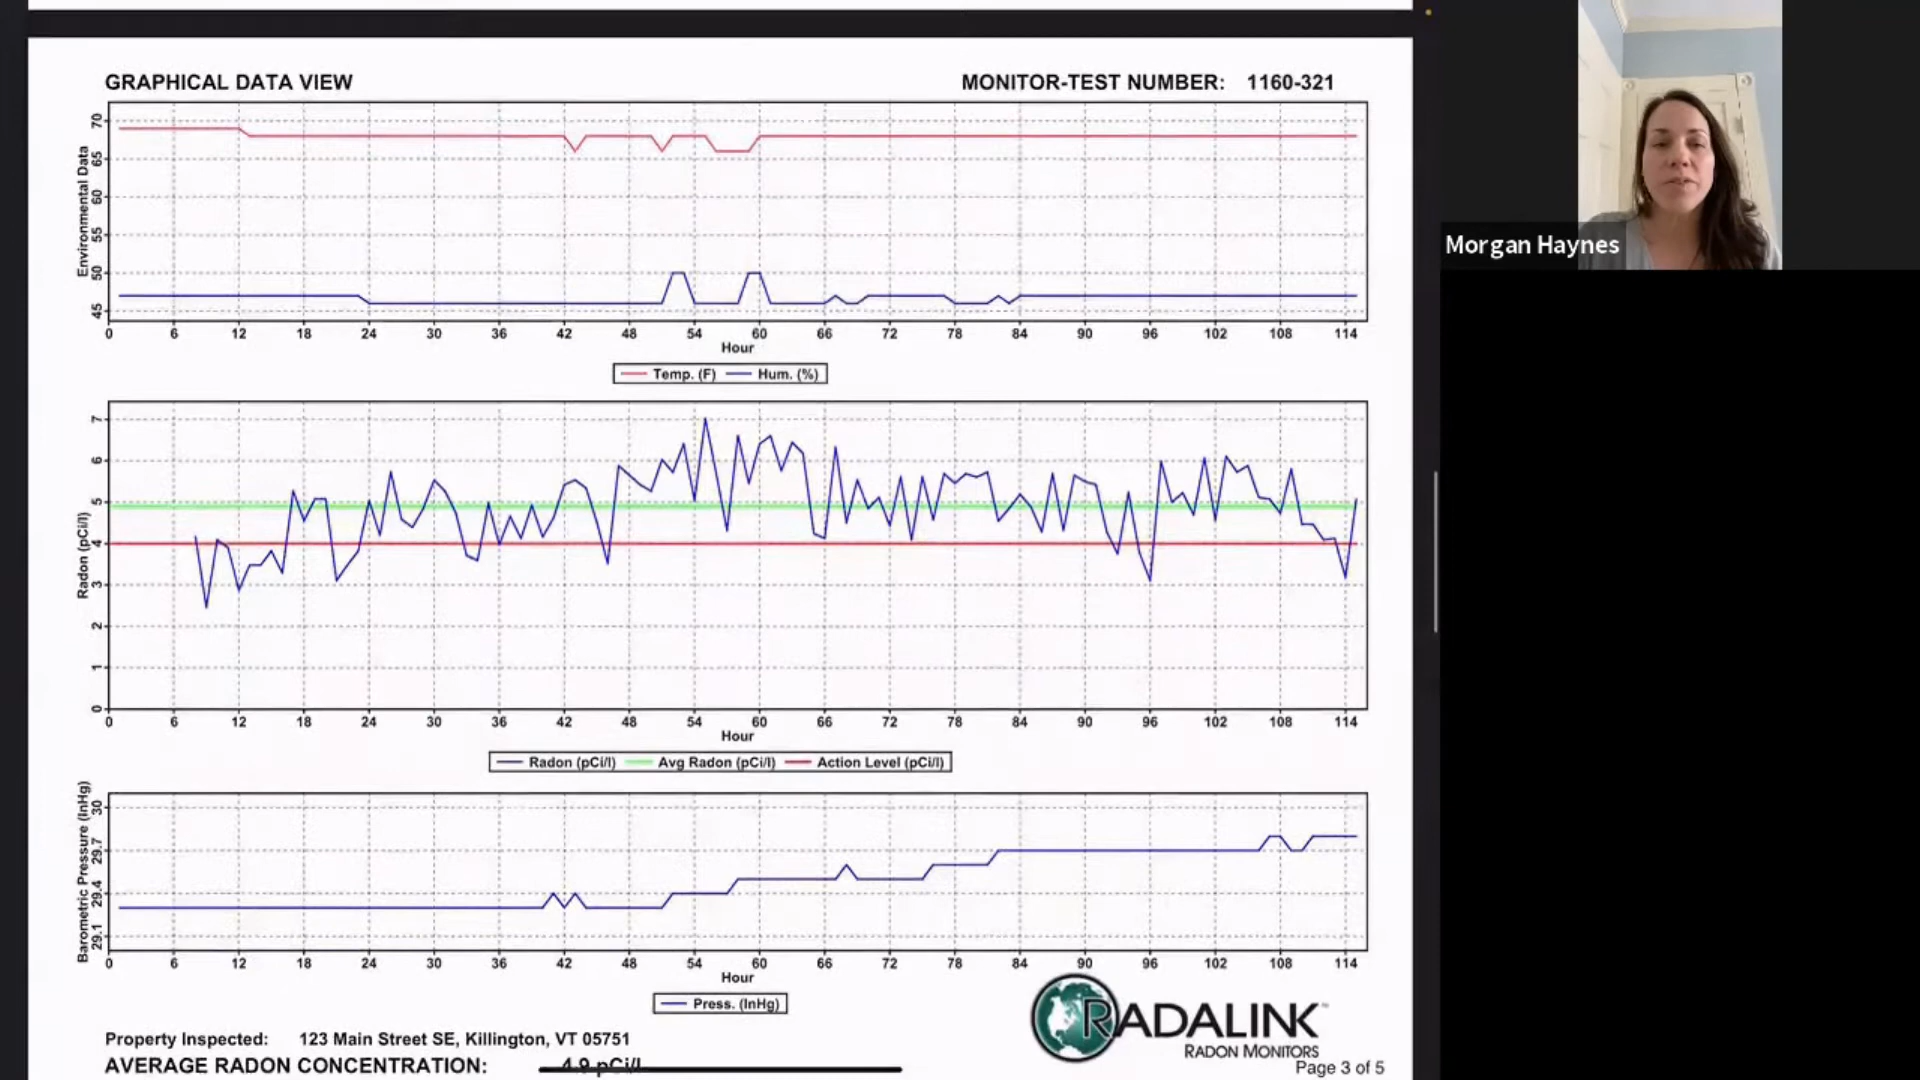 GRAPHICAL DATA VIEW
MONITOR-TEST NUMBER: 1160-321
Environmental Data
70
65
60
55
50
45
0 6 12 18 24 30 36 42 48 54 60 66 72 78 84 90 96 102 108 114
Hour
Temp. (F) Hum. (%)
Radon (pCi/l)
7
6
5
4
3
2
1
0
0 6 12 18 24 30 36 42 48 54 60 66 72 78 84 90 96 102 108 114
Hour
Radon (pCi/l) Avg Radon (pCi/l) Action Level (pCi/l)
Barometric Pressure (InHg)
30
29.7
29.4
29.1
0 6 12 18 24 30 36 42 48 54 60 66 72 78 84 90 96 102 108 114
Hour
Press. (InHg)
RADALINK
RADON MONITORS
Property Inspected: 123 Main Street SE, Killington, VT 05751
AVERAGE RADON CONCENTRATION: 4.9 pCi/l
Page 3 of 5
Morgan Haynes